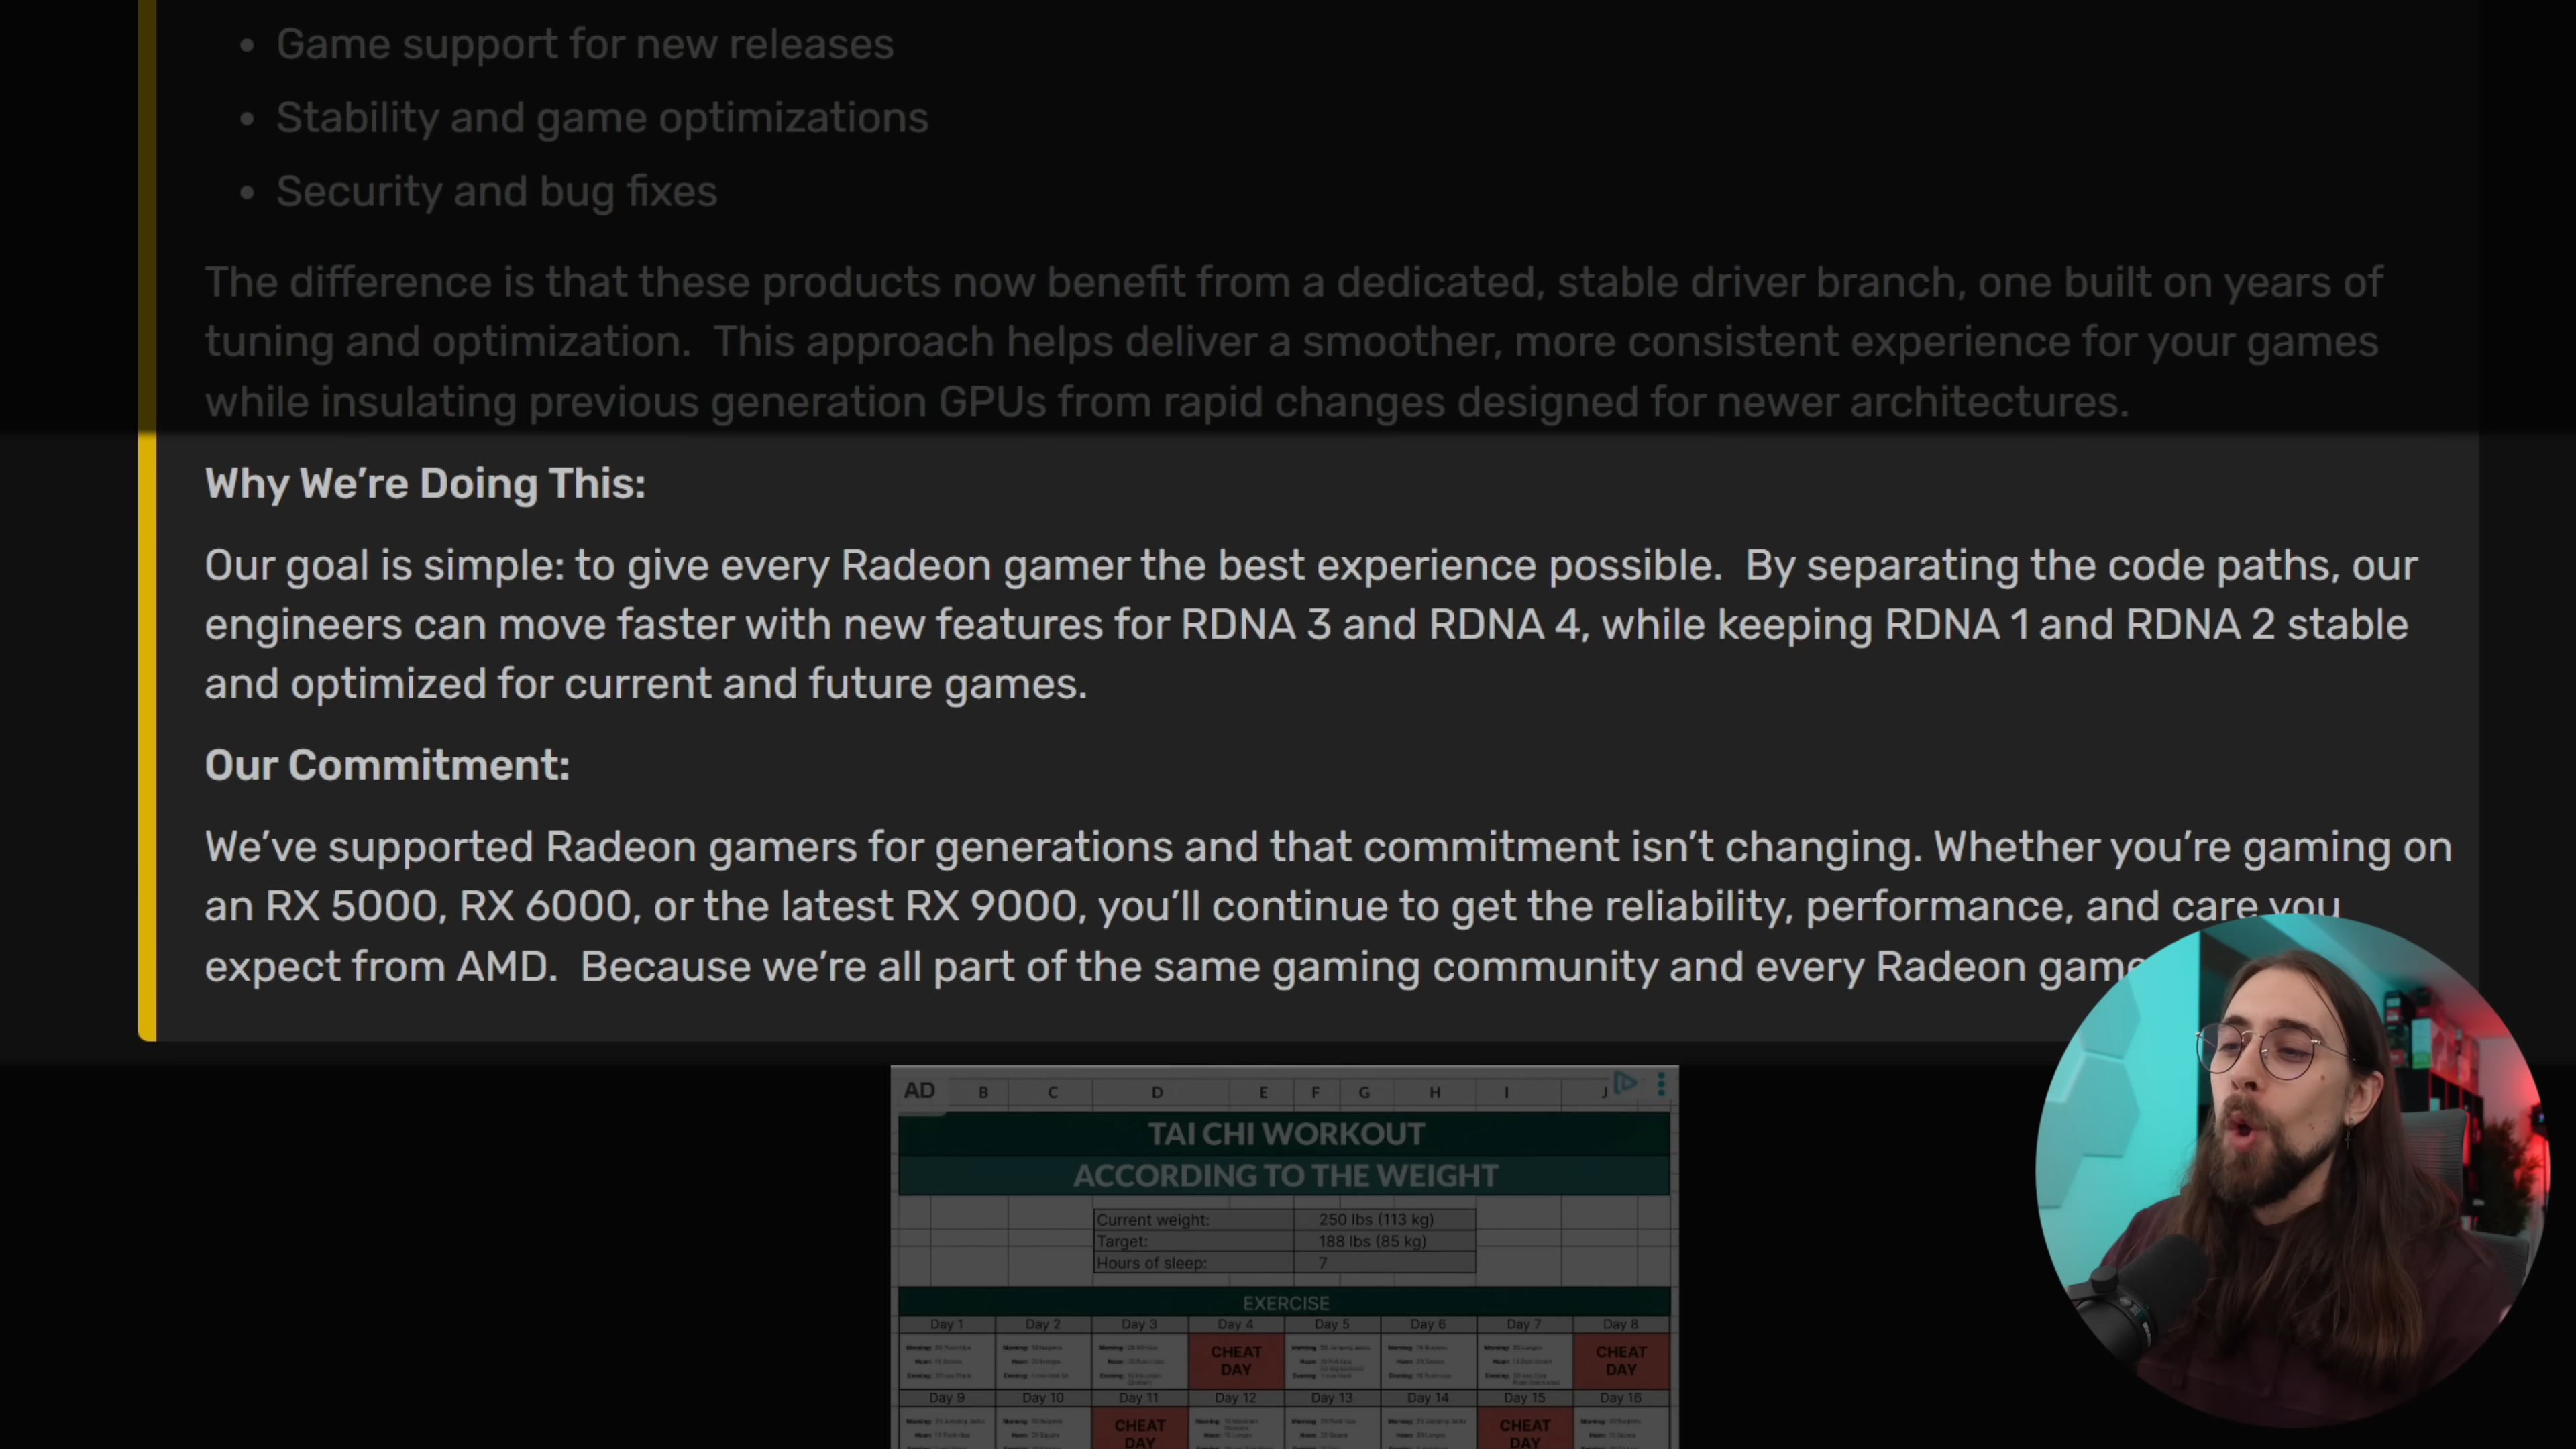 Game support for new releases
Stability and game optimizations
Security and bug fixes
The difference is that these products now benefit from a dedicated, stable driver branch, one built on years of
tuning and optimization.  This approach helps deliver a smoother, more consistent experience for your games
while insulating previous generation GPUs from rapid changes designed for newer architectures.
Why We're Doing This:
Our goal is simple: to give every Radeon gamer the best experience possible.  By separating the code paths, our
engineers can move faster with new features for RDNA 3 and RDNA 4, while keeping RDNA 1 and RDNA 2 stable
and optimized for current and future games.
Our Commitment:
We've supported Radeon gamers for generations and that commitment isn't changing. Whether you're gaming on
an RX 5000, RX 6000, or the latest RX 9000, you'll continue to get the reliability, performance, and care you
expect from AMD.  Because we're all part of the same gaming community and every Radeon game
AD B C D E F G H I J
TAI CHI WORKOUT
ACCORDING TO THE WEIGHT
Current weight: 250 lbs (113 kg)
Target: 188 lbs (85 kg)
Hours of sleep: 7
EXERCISE
Day 1 Day 2 Day 3 Day 4 Day 5 Day 6 Day 7 Day 8
CHEAT DAY CHEAT DAY
Day 9 Day 10 Day 11 Day 12 Day 13 Day 14 Day 15 Day 16
CHEAT DAY CHEAT DAY